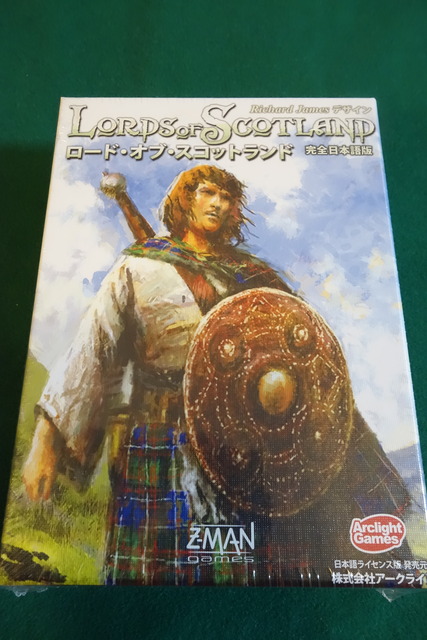 Richard James デザイン
LORDS OF SCOTLAND
ロード・オブ・スコットランド 完全日本語版
Z-MAN
games
Arclight
Games
日本語ライセンス版 発売元
株式会社アークライ